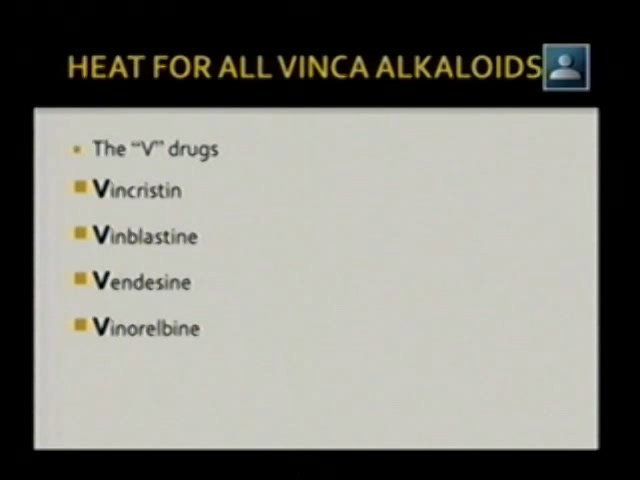 HEAT FOR ALL VINCA ALKALOIDS
The “V” drugs
Vincristin
Vinblastine
Vendesine
Vinorelbine